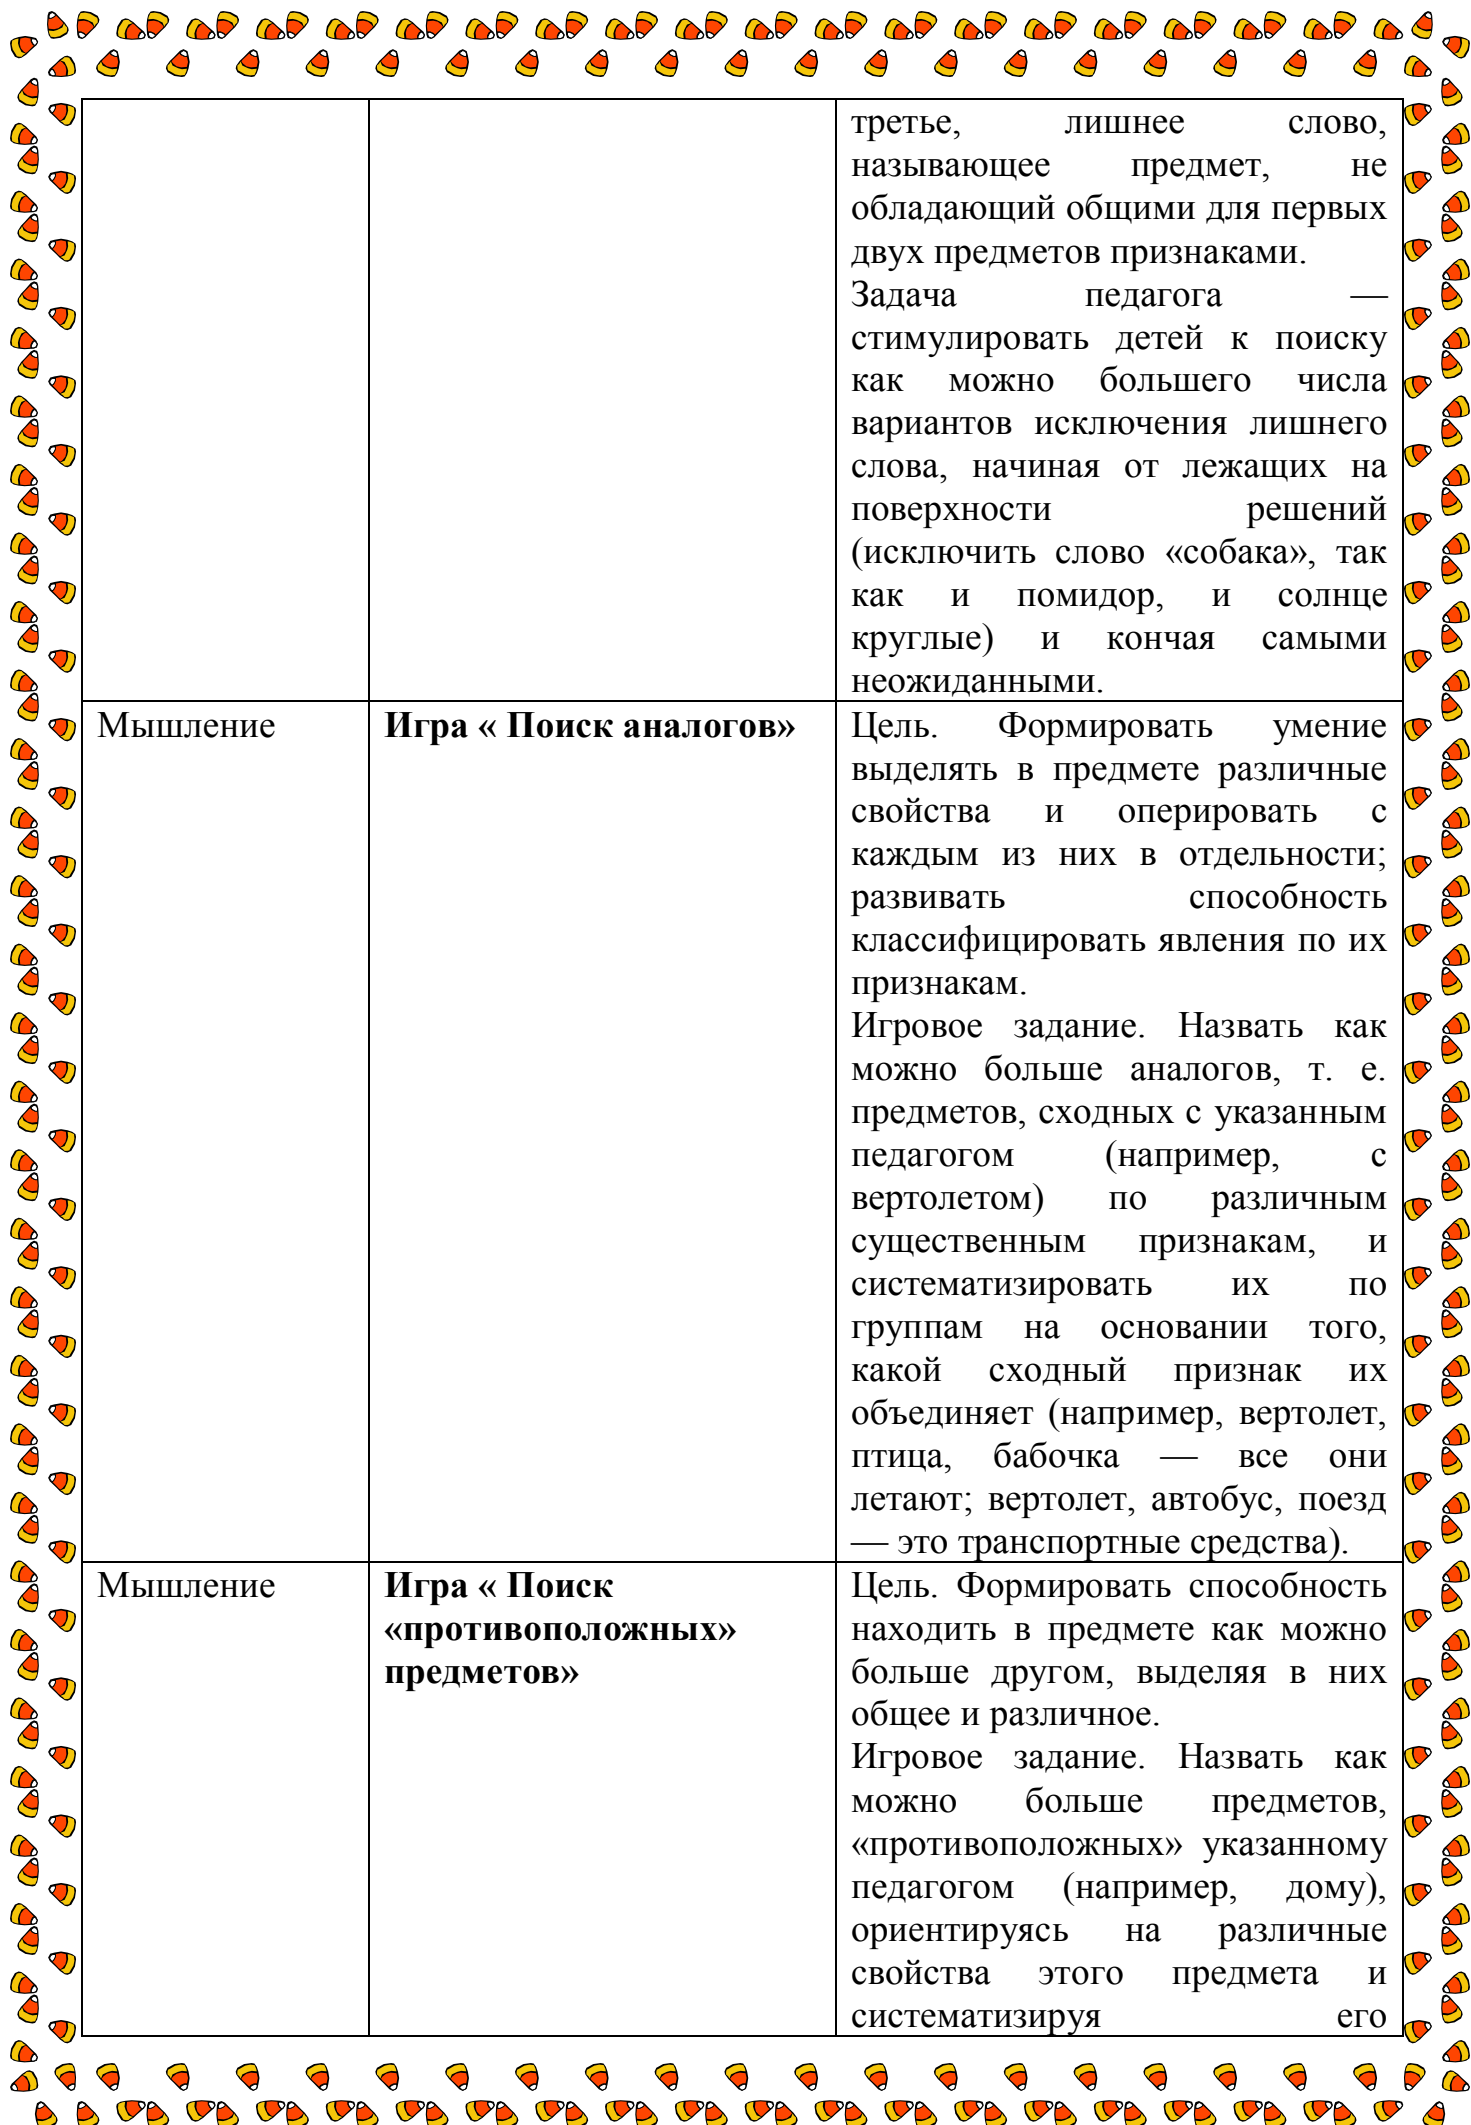 третье, лишнее слово,
называющее предмет, не
обладающий общими для первых
двух предметов признаками.
Задача педагога —
стимулировать детей к поиску
как можно большего числа
вариантов исключения лишнего
слова, начиная от лежащих на
поверхности решений
(исключить слово «собака», так
как и помидор, и солнце
круглые) и кончая самыми
неожиданными.
Мышление
Игра « Поиск аналогов»
Цель. Формировать умение
выделять в предмете различные
свойства и оперировать с
каждым из них в отдельности;
развивать способность
классифицировать явления по их
признакам.
Игровое задание. Назвать как
можно больше аналогов, т. е.
предметов, сходных с указанным
педагогом (например, с
вертолетом) по различным
существенным признакам, и
систематизировать их по
группам на основании того,
какой сходный признак их
объединяет (например, вертолет,
птица, бабочка — все они
летают; вертолет, автобус, поезд
— это транспортные средства).
Мышление
Игра « Поиск
«противоположных»
предметов»
Цель. Формировать способность
находить в предмете как можно
больше другом, выделяя в них
общее и различное.
Игровое задание. Назвать как
можно больше предметов,
«противоположных» указанному
педагогом (например, дому),
ориентируясь на различные
свойства этого предмета и
систематизируя его